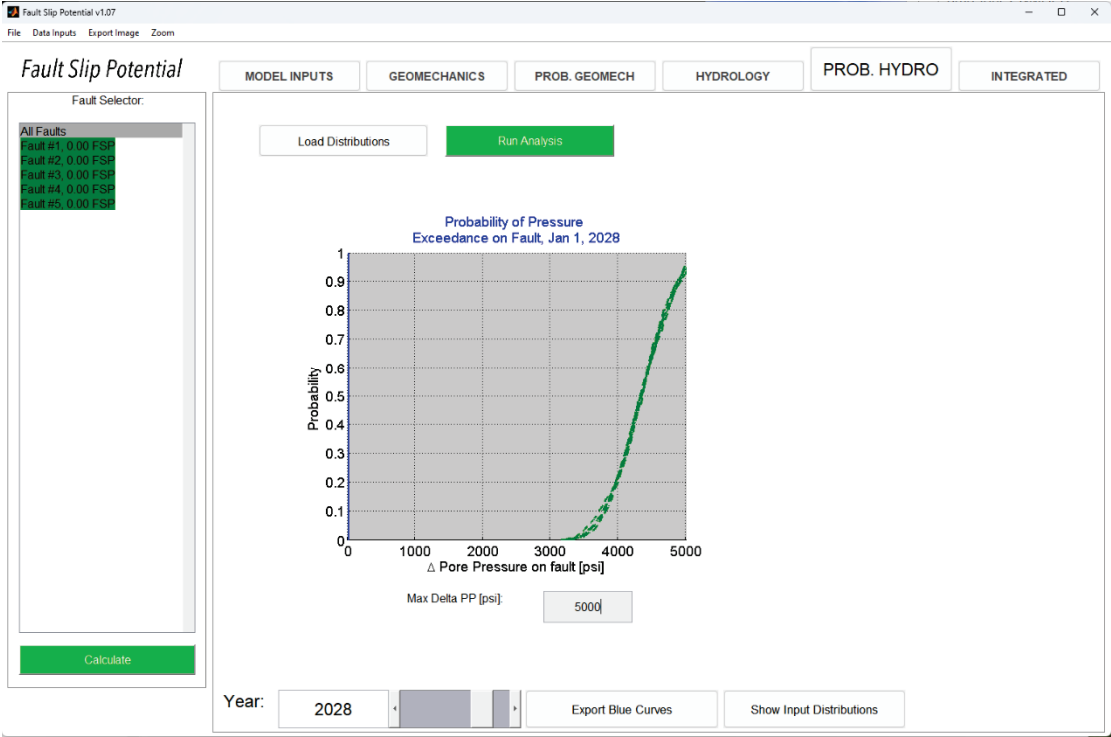 Fault Slip Potential v1.07
File Data Inputs Export Image Zoom
Fault Slip Potential
MODEL INPUTS GEOMECHANICS PROB. GEOMECH HYDROLOGY PROB. HYDRO INTEGRATED
Fault Selector:
All Faults
Fault #1, 0.00 FSP
Fault #2, 0.00 FSP
Fault #3, 0.00 FSP
Fault #4, 0.00 FSP
Fault #5, 0.00 FSP
Calculate
Load Distributions Run Analysis
Probability of Pressure
Exceedance on Fault, Jan 1, 2028
1
0.9
0.8
0.7
0.6
0.5
0.4
0.3
0.2
0.1
0
Probability
0 1000 2000 3000 4000 5000
Δ Pore Pressure on fault [psi]
Max Delta PP [psi]: 5000
Year: 2028 Export Blue Curves Show Input Distributions